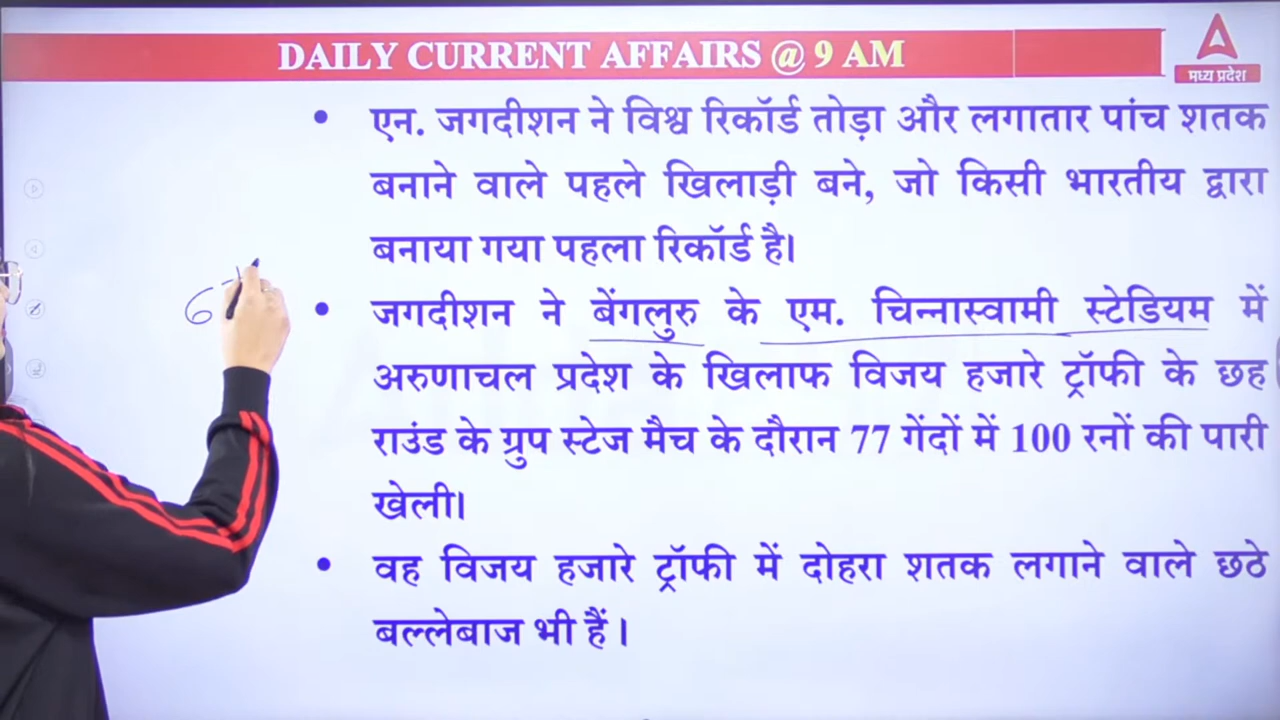 DAILY CURRENT AFFAIRS @ 9 AM
मध्य प्रदेश
• एन. जगदीशन ने विश्व रिकॉर्ड तोड़ा और लगातार पांच शतक
बनाने वाले पहले खिलाड़ी बने, जो किसी भारतीय द्वारा
बनाया गया पहला रिकॉर्ड है।
• जगदीशन ने बेंगलुरु के एम. चिन्नास्वामी स्टेडियम में
अरुणाचल प्रदेश के खिलाफ विजय हजारे ट्रॉफी के छह
राउंड के ग्रुप स्टेज मैच के दौरान 77 गेंदों में 100 रनों की पारी
खेली।
• वह विजय हजारे ट्रॉफी में दोहरा शतक लगाने वाले छठे
बल्लेबाज भी हैं।